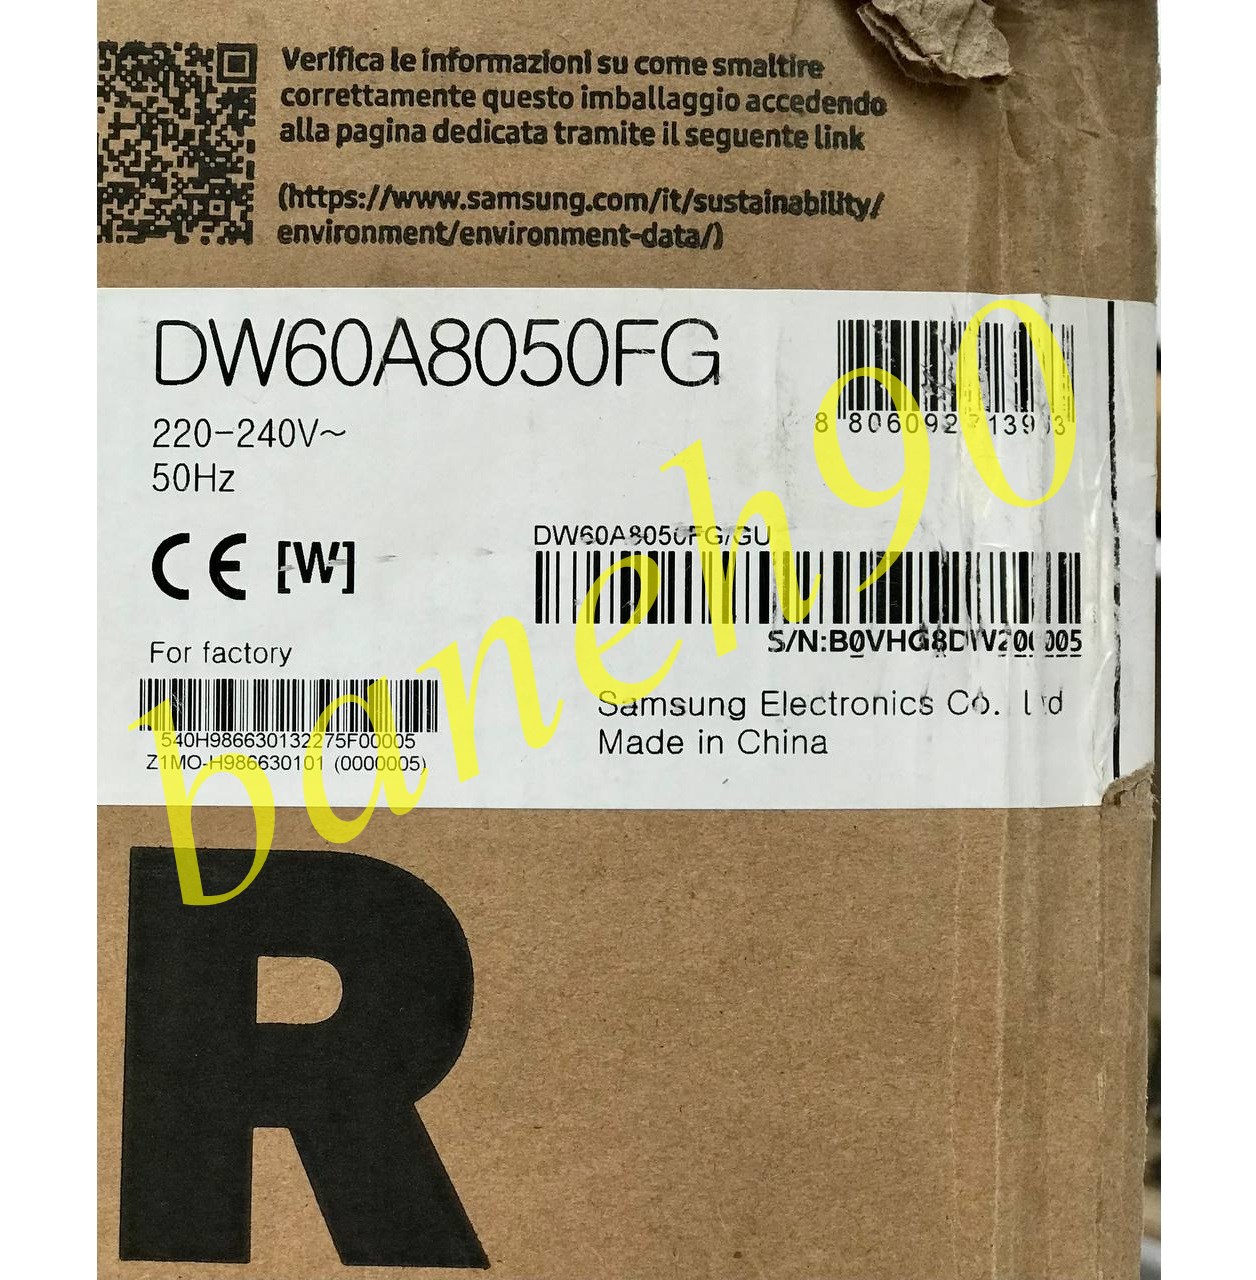 Verifica le informazioni su come smaltire
correttamente questo imballaggio accedendo
alla pagina dedicata tramite il seguente link
(https://www.samsung.com/it/sustainability/
environment/environment-data/)
DW60A8050FG
220-240V~
50Hz
CE [W]
DW60A8050FG/GU
For factory
540H986630132275F00005
Z1MO-H986630101 (0000005)
Samsung Electronics Co.
Made in China
baneh90
R